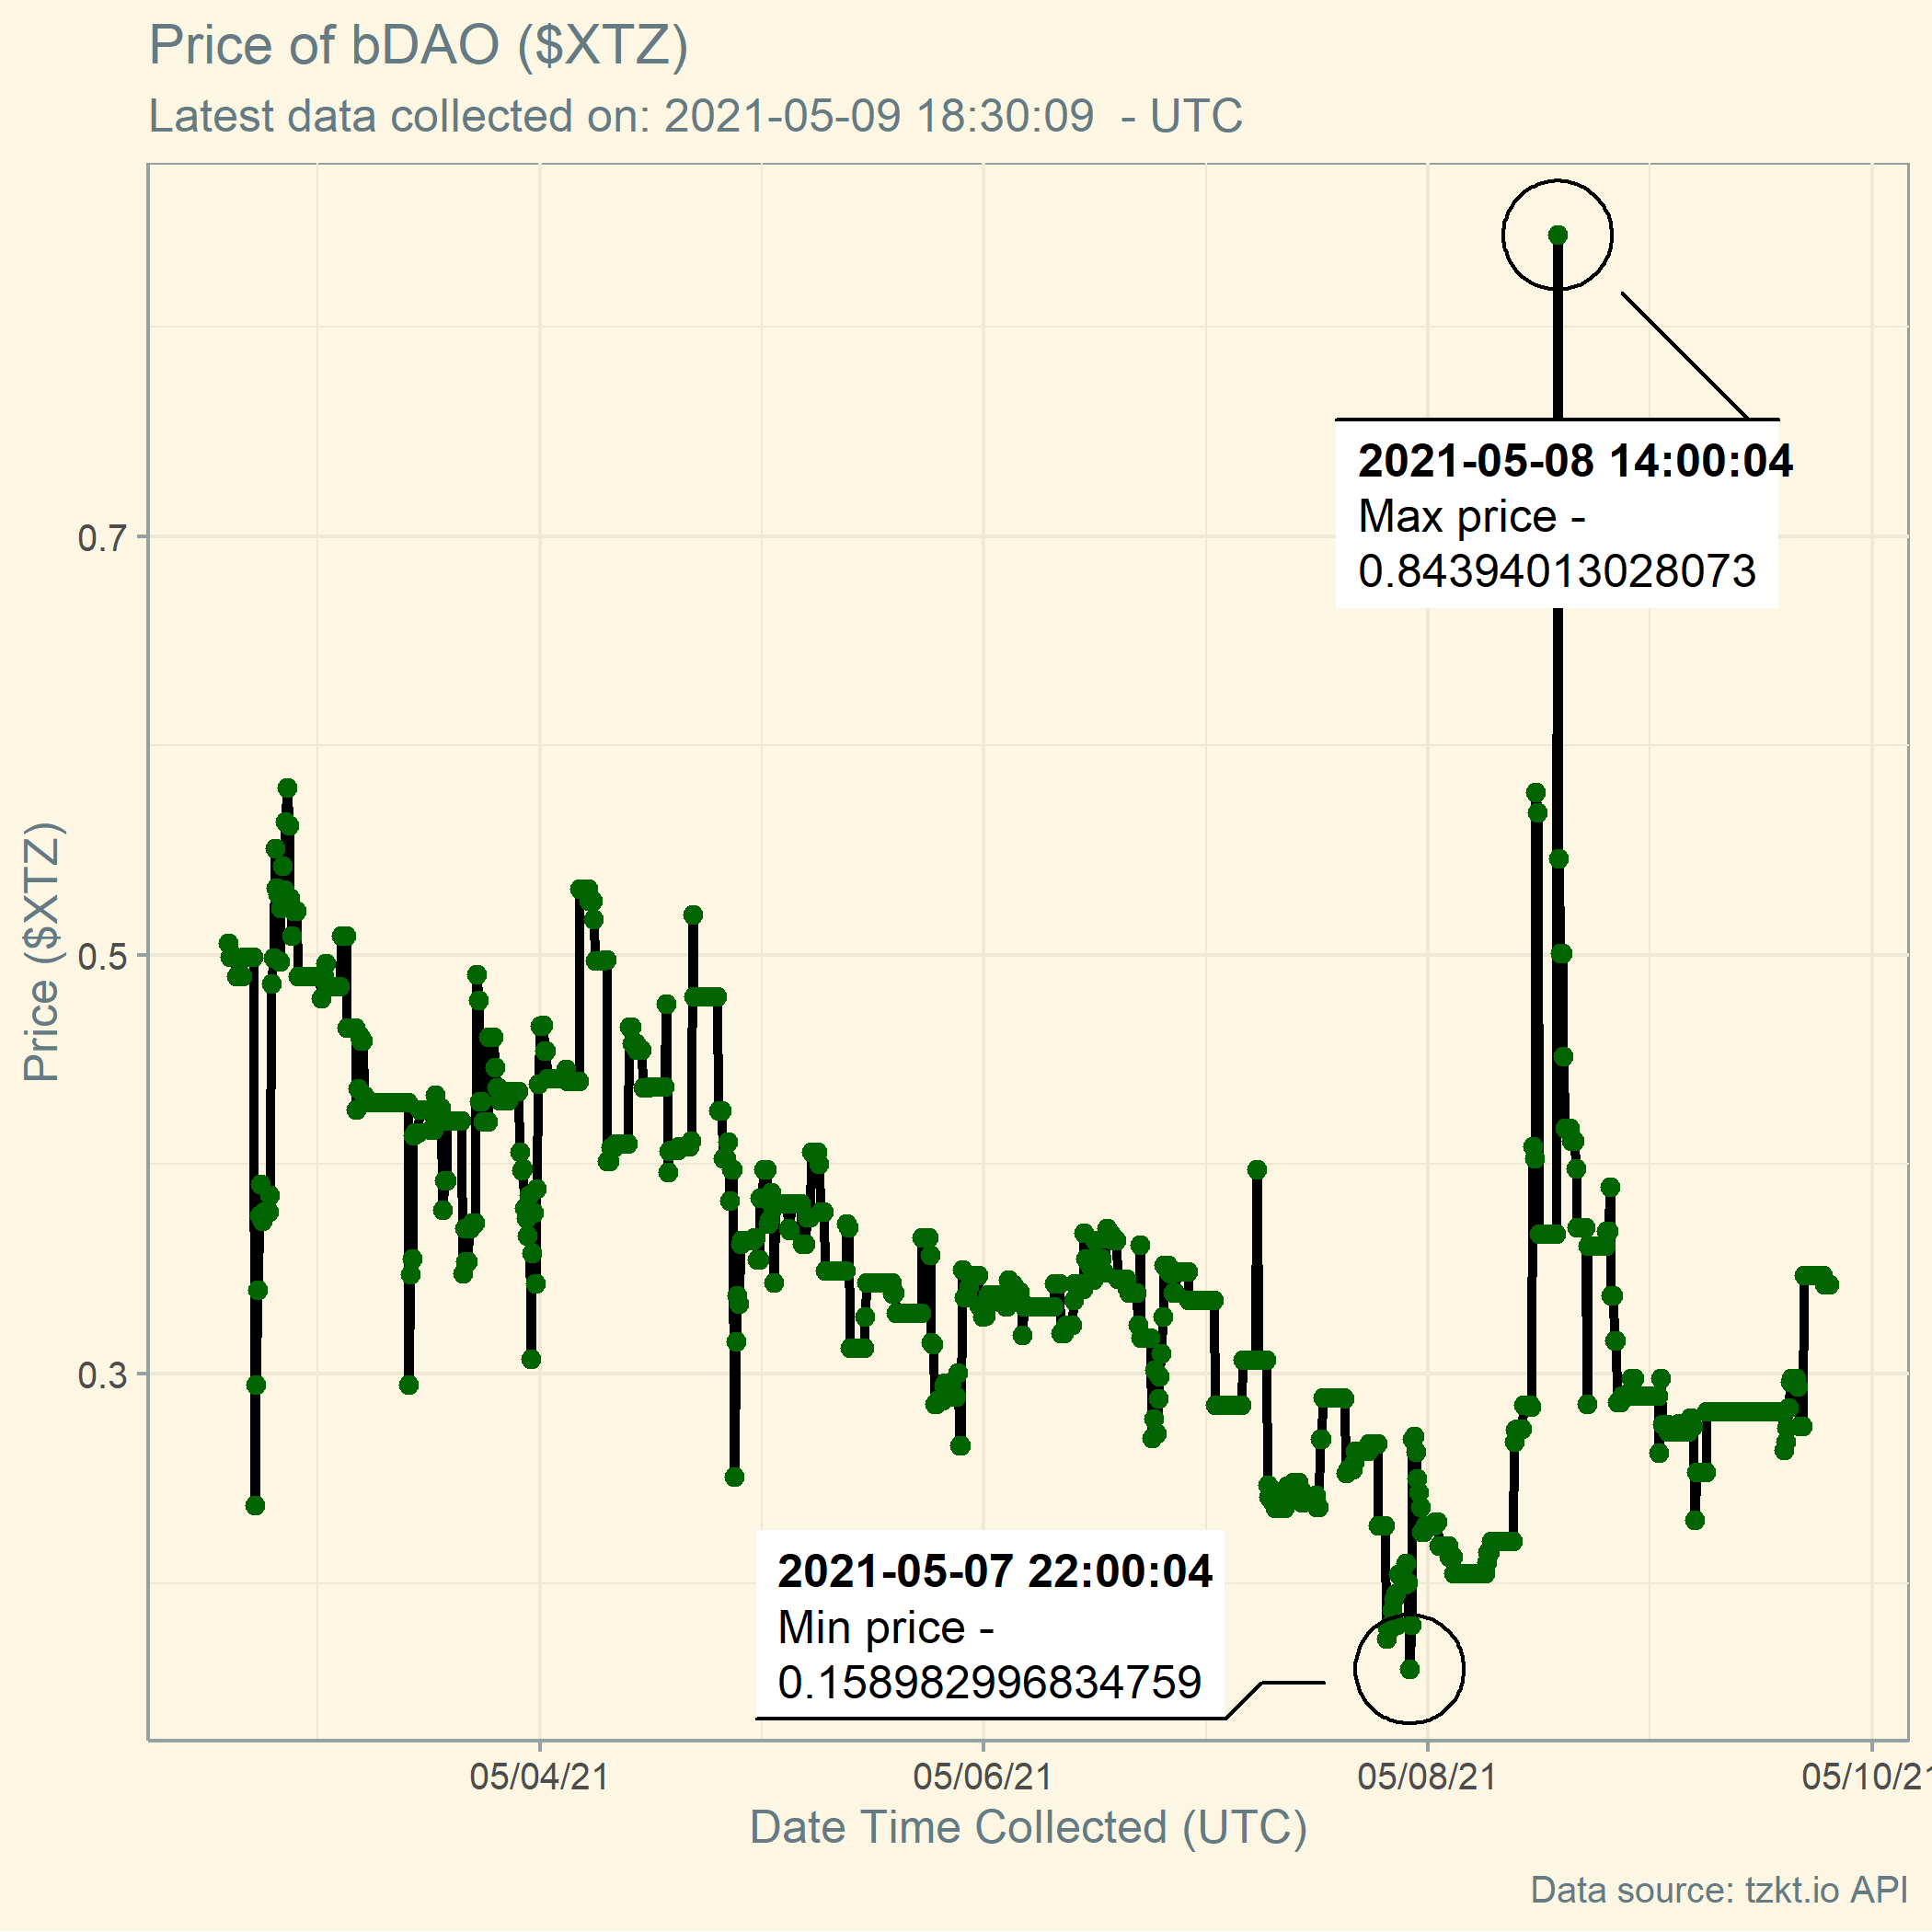 Price of bDAO ($XTZ)
Latest data collected on: 2021-05-09 18:30:09  - UTC
2021-05-08 14:00:04
Max price -
0.84394013028073
0.7
0.5
0.3
Price ($XTZ)
2021-05-07 22:00:04
Min price -
0.158982996834759
05/04/21
05/06/21
05/08/21
05/10/21
Date Time Collected (UTC)
Data source: tzkt.io API